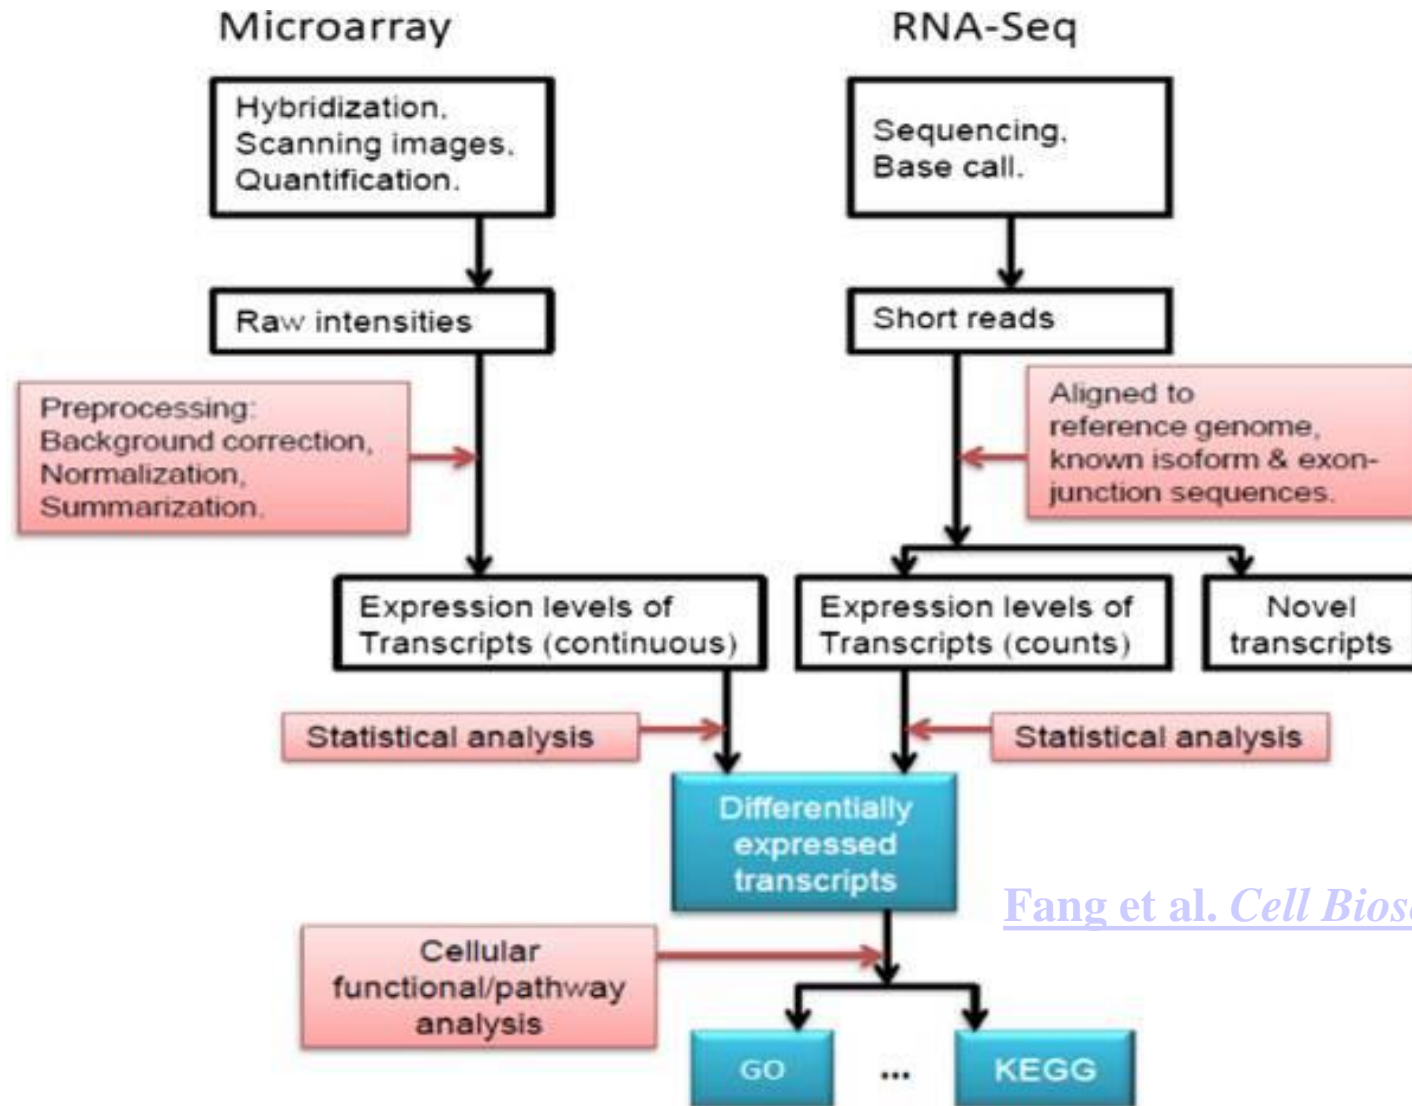 Microarray
RNA-Seq
Hybridization.
Scanning images.
Quantification.
Sequencing.
Base call.
Raw intensities
Short reads
Preprocessing:
Background correction,
Normalization,
Summarization.
Aligned to
reference genome,
known isoform & exon-
junction sequences.
Expression levels of
Transcripts (continuous)
Expression levels of
Transcripts (counts)
Novel
transcripts
Statistical analysis
Statistical analysis
Differentially
expressed
transcripts
Fang et al. Cell
Cellular
functional/pathway
analysis
GO
...
KEGG